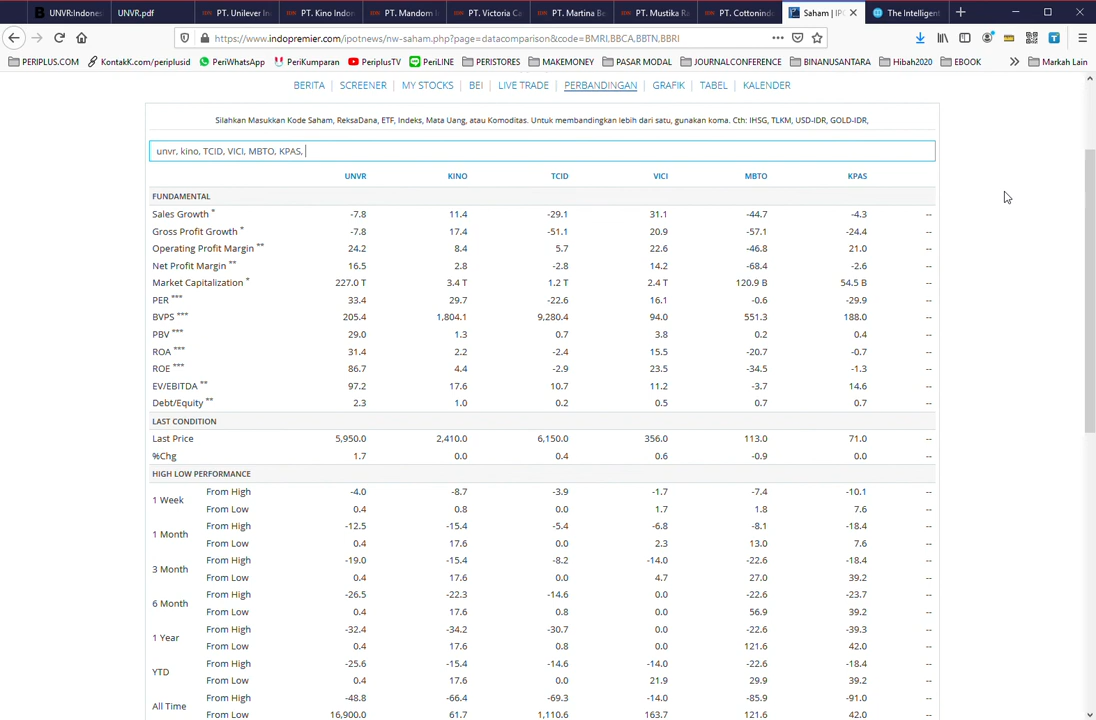 UNVR:Indones UNVR.pdf PT. Unilever In PT. Kino Indon PT. Mandom I PT. Victoria Ca PT. Martina Be PT. Mustika Ra PT. Cottonind Saham | IPO The Intelligent
https://www.indopremier.com/ipotnews/nw-saham.php?page=datacomparison&code=BMRI,BBCA,BBTN,BBRI
PERIPLUS.COM KontakK.com/periplusid PeriWhatsApp PeriKumparan PeriplusTV PeriLINE PERISTORES MAKEMONEY PASAR MODAL JOURNALCONFERENCE BINANUSANTARA Hibah2020 EBOOK Markah Lain
BERITA SCREENER MY STOCKS BEI LIVE TRADE PERBANDINGAN GRAFIK TABEL KALENDER
Silahkan Masukkan Kode Saham, ReksaDana, ETF, Indeks, Mata Uang, atau Komoditas. Untuk membandingkan lebih dari satu, gunakan koma. Cth: IHSG, TLKM, USD-IDR, GOLD-IDR,
unvr, kino, TCID, VICI, MBTO, KPAS,
UNVR KINO TCID VICI MBTO KPAS
FUNDAMENTAL
Sales Growth * -7.8 11.4 -29.1 31.1 -44.7 -4.3 --
Gross Profit Growth * -7.8 17.4 -51.1 20.9 -57.1 -24.4 --
Operating Profit Margin ** 24.2 8.4 5.7 22.6 -46.8 21.0 --
Net Profit Margin ** 16.5 2.8 -2.8 14.2 -68.4 -2.6 --
Market Capitalization * 227.0 T 3.4 T 1.2 T 2.4 T 120.9 B 54.5 B --
PER *** 33.4 29.7 -22.6 16.1 -0.6 -29.9 --
BVPS *** 205.4 1,804.1 9,280.4 94.0 551.3 188.0 --
PBV *** 29.0 1.3 0.7 3.8 0.2 0.4 --
ROA *** 31.4 2.2 -2.4 15.5 -20.7 -0.7 --
ROE *** 86.7 4.4 -2.9 23.5 -34.5 -1.3 --
EV/EBITDA ** 97.2 17.6 10.7 11.2 -3.7 14.6 --
Debt/Equity ** 2.3 1.0 0.2 0.5 0.7 0.7 --
LAST CONDITION
Last Price 5,950.0 2,410.0 6,150.0 356.0 113.0 71.0 --
%Chg 1.7 0.0 0.4 0.6 -0.9 0.0 --
HIGH LOW PERFORMANCE
1 Week From High -4.0 -8.7 -3.9 -1.7 -7.4 -10.1 --
From Low 0.4 0.8 0.0 1.7 1.8 7.6 --
1 Month From High -12.5 -15.4 -5.4 -6.8 -8.1 -18.4 --
From Low 0.4 17.6 0.0 2.3 13.0 7.6 --
3 Month From High -19.0 -15.4 -8.2 -14.0 -22.6 -18.4 --
From Low 0.4 17.6 0.0 4.7 27.0 39.2 --
6 Month From High -26.5 -22.3 -14.6 0.0 -22.6 -23.7 --
From Low 0.4 17.6 0.8 0.0 56.9 39.2 --
1 Year From High -32.4 -34.2 -30.7 0.0 -22.6 -39.3 --
From Low 0.4 17.6 0.8 0.0 121.6 42.0 --
YTD From High -25.6 -15.4 -14.6 -14.0 -22.6 -18.4 --
From Low 0.4 17.6 0.0 21.9 29.9 39.2 --
All Time From High -48.8 -66.4 -69.3 -14.0 -85.9 -91.0 --
From Low 16,900.0 61.7 1,110.6 163.7 121.6 42.0 --